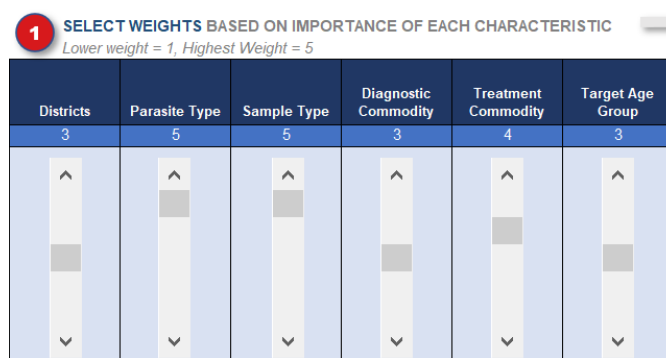 1
SELECT WEIGHTS BASED ON IMPORTANCE OF EACH CHARACTERISTIC
Lower weight = 1, Highest Weight = 5
Districts
Parasite Type
Sample Type
Diagnostic
Commodity
Treatment
Commodity
Target Age
Group
3 5 5 3 4 3